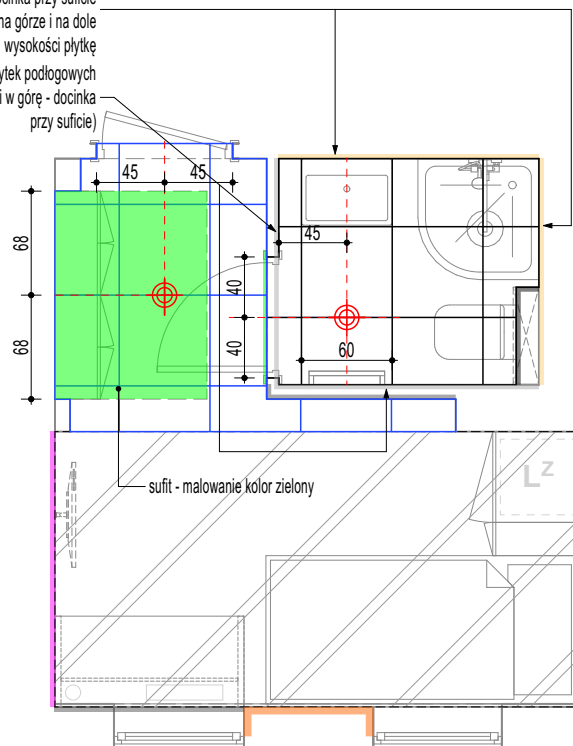 docinka przy suficie
na górze i na dole
wysokości płytkę
płytek podłogowych
i w górę - docinka
przy suficie)
45
45
68
68
45
40
40
60
sufit - malowanie kolor zielony
LZ